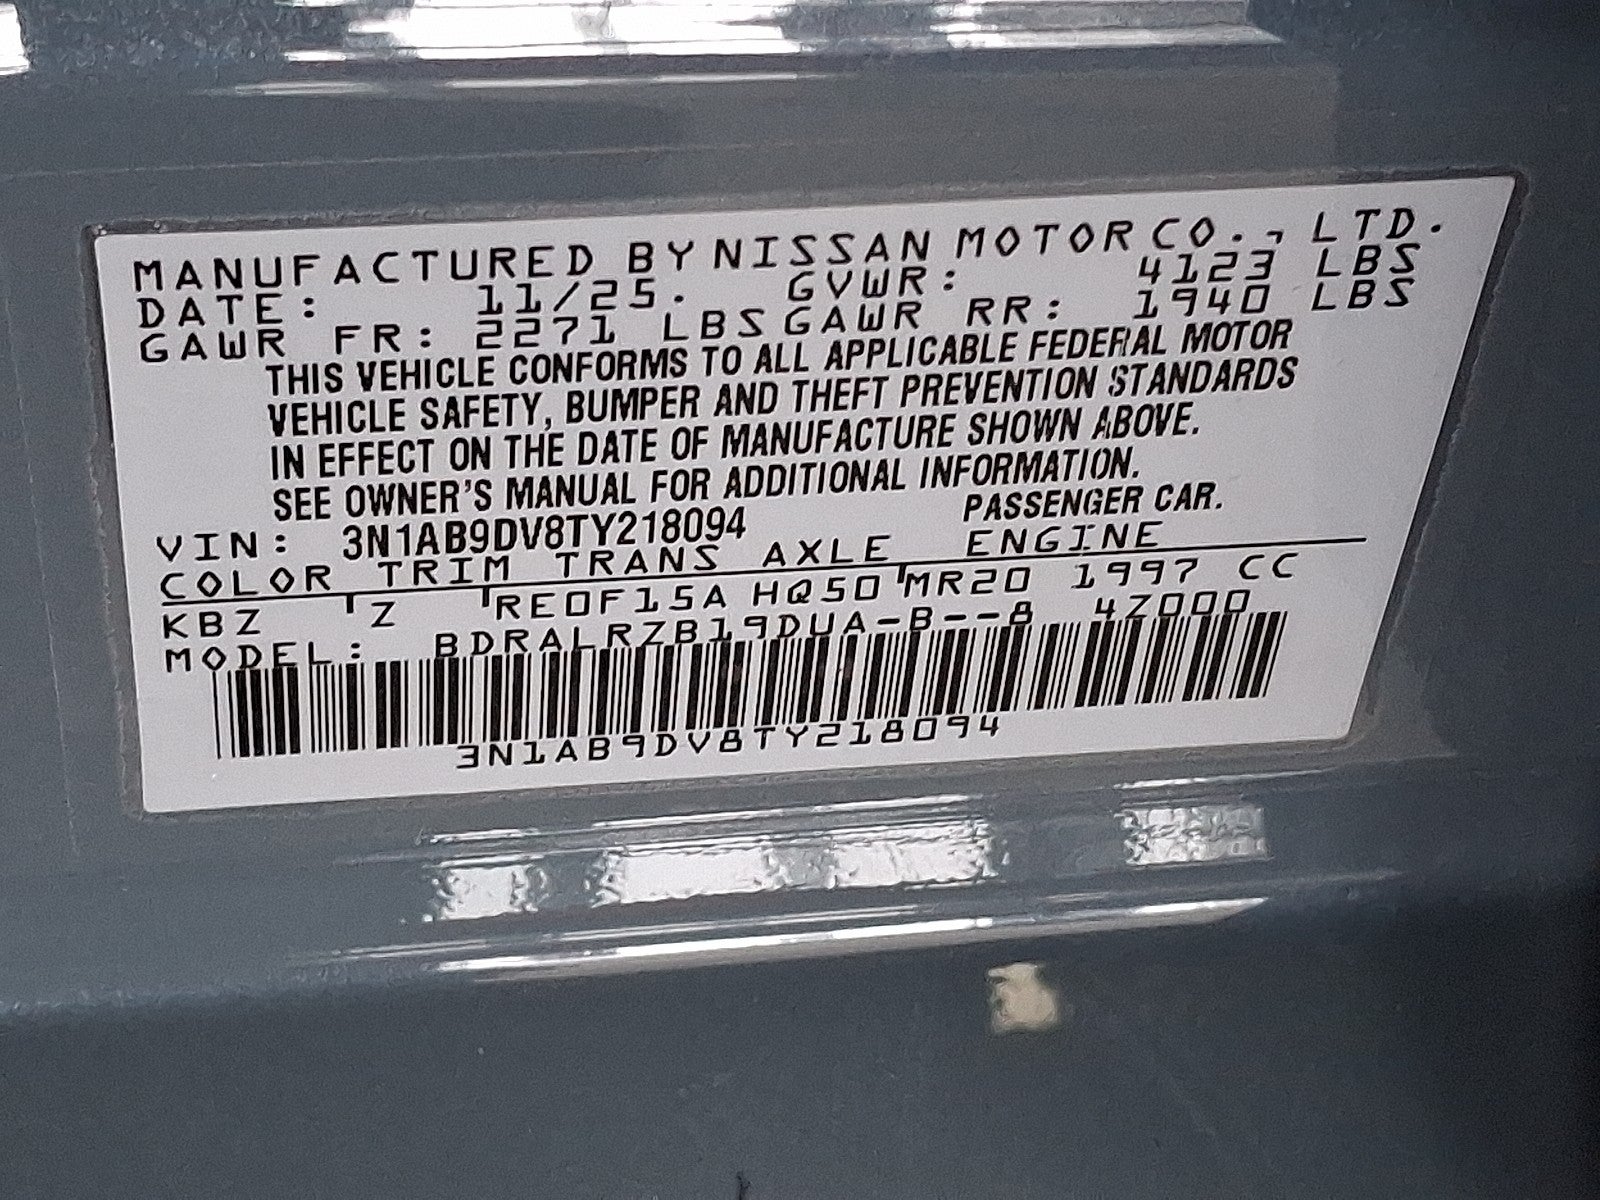 MANUFACTURED BY NISSAN MOTOR CO., LTD.
DATE: 11/25. GVWR: 4123 LBS
GAWR FR: 2271 LBS GAWR RR: 1940 LBS
THIS VEHICLE CONFORMS TO ALL APPLICABLE FEDERAL MOTOR
VEHICLE SAFETY, BUMPER AND THEFT PREVENTION STANDARDS
IN EFFECT ON THE DATE OF MANUFACTURE SHOWN ABOVE.
SEE OWNER'S MANUAL FOR ADDITIONAL INFORMATION.
VIN: 3N1AB9DV8TY218094 PASSENGER CAR.
COLOR TRIM TRANS AXLE ENGINE
KBZ Z RE0F15A HQ50 MR20 1997 CC
MODEL: BDRALRZB19DUA-B--8 4Z000
3N1AB9DV8TY218094